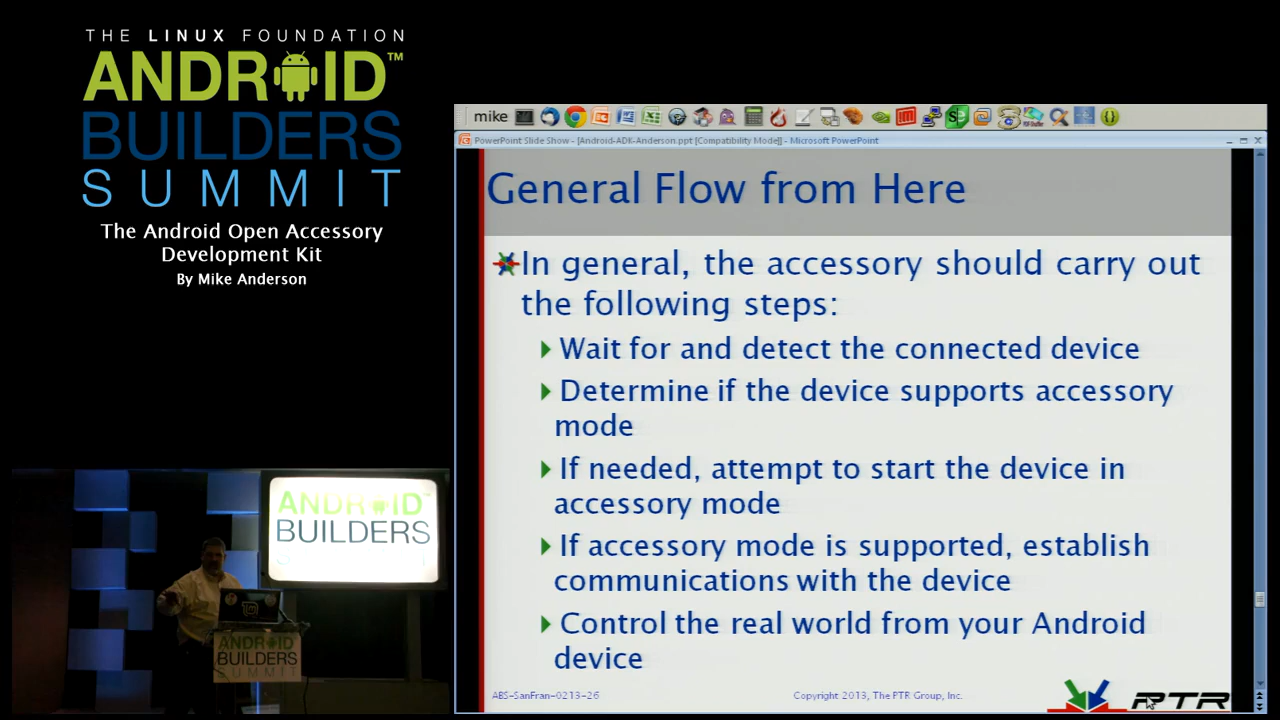 THE LINUX FOUNDATION
ANDROID™
BUILDERS
SUMMIT
The Android Open Accessory
Development Kit
By Mike Anderson
mike
PowerPoint Slide Show - [Android-ADK-Anderson.ppt [Compatibility Mode]] - Microsoft PowerPoint
General Flow from Here
In general, the accessory should carry out
the following steps:
Wait for and detect the connected device
Determine if the device supports accessory
mode
If needed, attempt to start the device in
accessory mode
If accessory mode is supported, establish
communications with the device
Control the real world from your Android
device
ABS-SanFran-0213-26
Copyright 2013, The PTR Group, Inc.
PTR
ANDROID™
BUILDERS
ANDROID
BUILDERS
SUMMIT